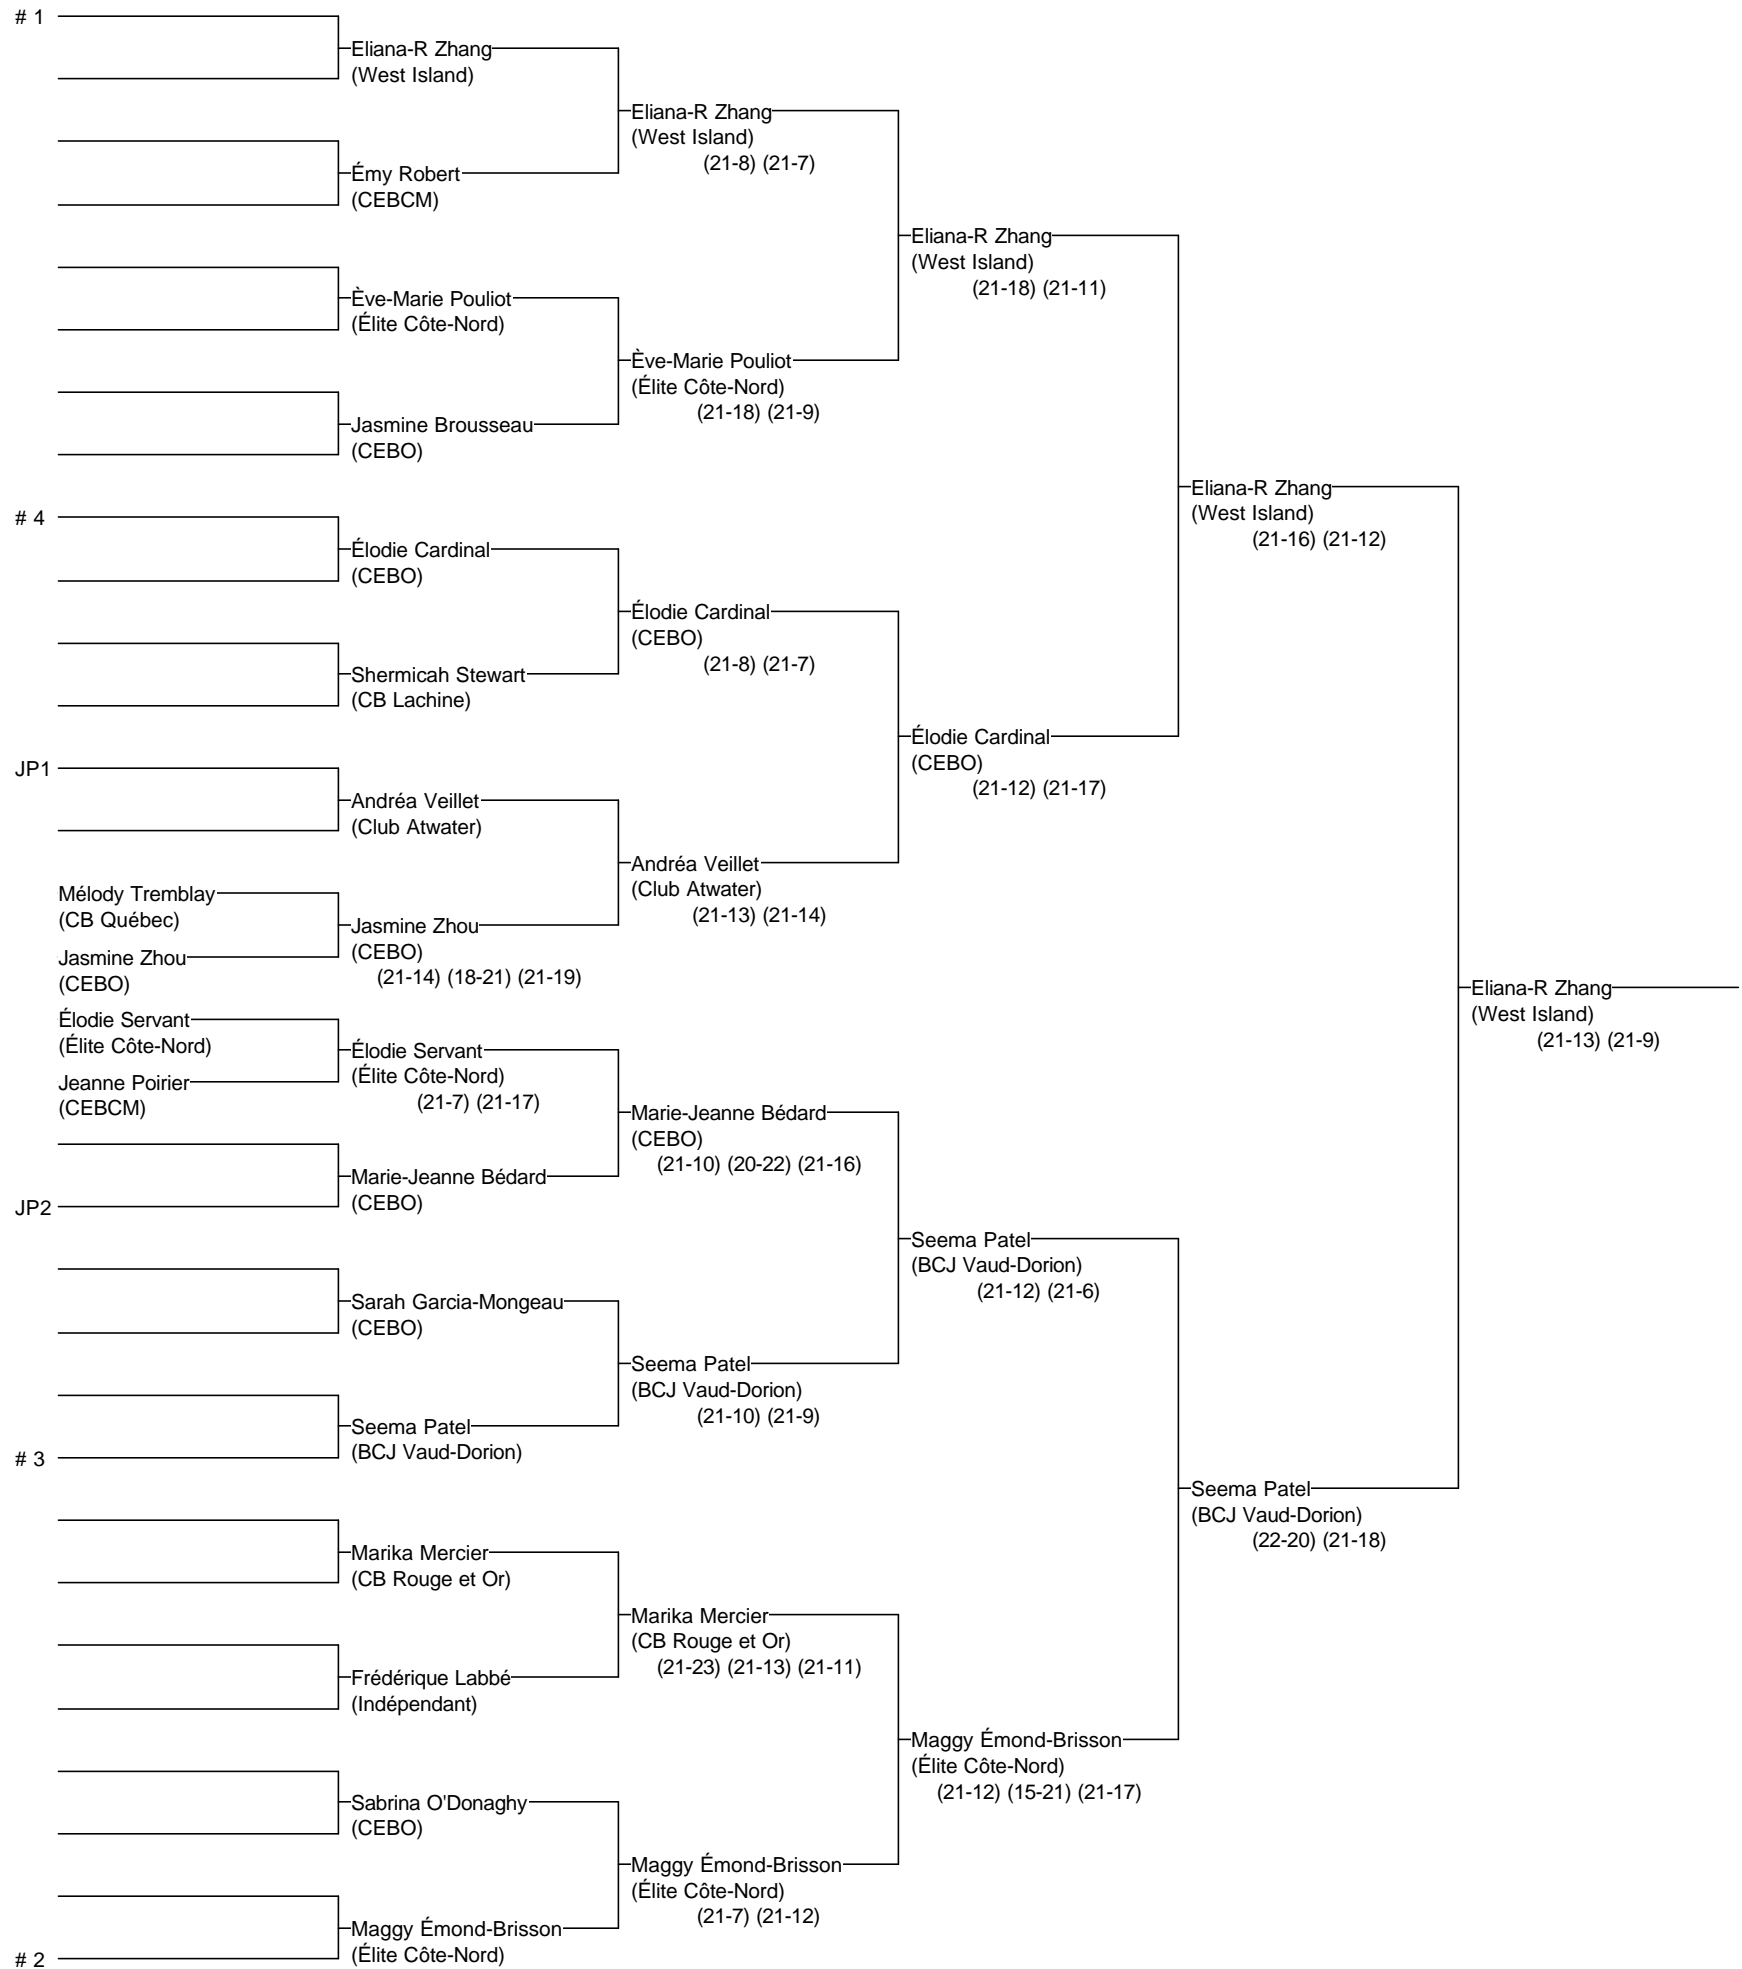 # 1
Eliana-R Zhang
(West Island)
Eliana-R Zhang
(West Island)
(21-8) (21-7)
Émy Robert
(CEBCM)
Eliana-R Zhang
(West Island)
(21-18) (21-11)
Ève-Marie Pouliot
(Élite Côte-Nord)
Ève-Marie Pouliot
(Élite Côte-Nord)
(21-18) (21-9)
Jasmine Brousseau
(CEBO)
Eliana-R Zhang
(West Island)
(21-16) (21-12)
# 4
Élodie Cardinal
(CEBO)
Élodie Cardinal
(CEBO)
(21-8) (21-7)
Shermicah Stewart
(CB Lachine)
Élodie Cardinal
(CEBO)
(21-12) (21-17)
JP1
Andréa Veillet
(Club Atwater)
Andréa Veillet
(Club Atwater)
(21-13) (21-14)
Mélody Tremblay
(CB Québec)
Jasmine Zhou
(CEBO)
(21-14) (18-21) (21-19)
Jasmine Zhou
(CEBO)
Eliana-R Zhang
(West Island)
(21-13) (21-9)
Élodie Servant
(Élite Côte-Nord)
Élodie Servant
(Élite Côte-Nord)
(21-7) (21-17)
Jeanne Poirier
(CEBCM)
Marie-Jeanne Bédard
(CEBO)
(21-10) (20-22) (21-16)
Marie-Jeanne Bédard
(CEBO)
JP2
Seema Patel
(BCJ Vaud-Dorion)
(21-12) (21-6)
Sarah Garcia-Mongeau
(CEBO)
Seema Patel
(BCJ Vaud-Dorion)
(21-10) (21-9)
Seema Patel
(BCJ Vaud-Dorion)
# 3
Seema Patel
(BCJ Vaud-Dorion)
(22-20) (21-18)
Marika Mercier
(CB Rouge et Or)
Marika Mercier
(CB Rouge et Or)
(21-23) (21-13) (21-11)
Frédérique Labbé
(Indépendant)
Maggy Émond-Brisson
(Élite Côte-Nord)
(21-12) (15-21) (21-17)
Sabrina O'Donaghy
(CEBO)
Maggy Émond-Brisson
(Élite Côte-Nord)
(21-7) (21-12)
Maggy Émond-Brisson
(Élite Côte-Nord)
# 2